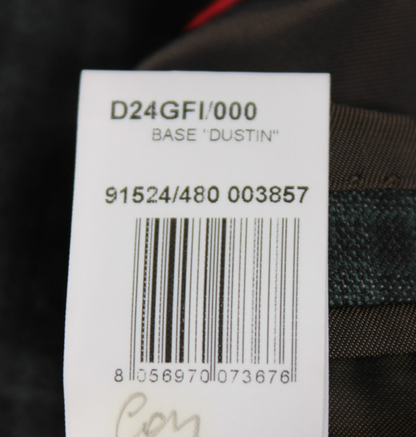 D24GFI/000
BASE "DUSTIN"
91524/480 003857
8 056970 073676